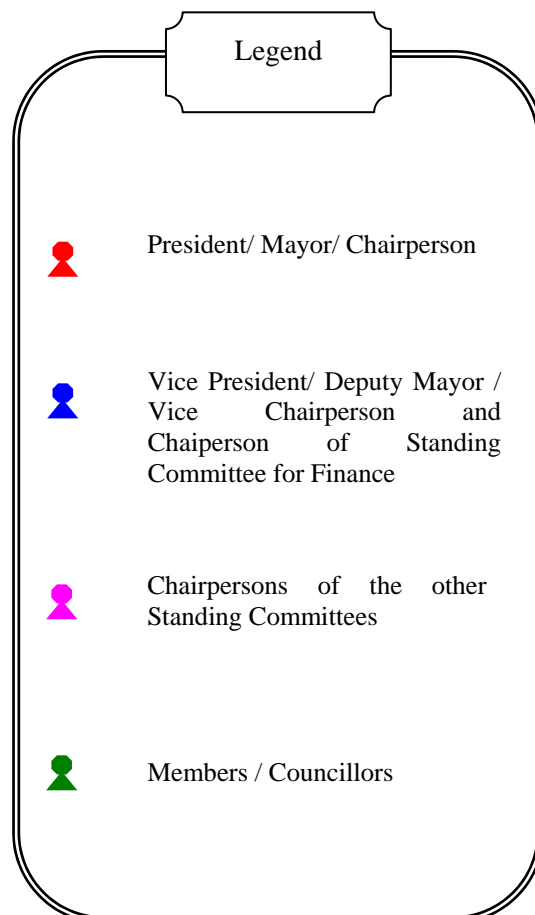 Legend
President/ Mayor/ Chairperson
Vice President/ Deputy Mayor /
Vice Chairperson and
Chaiperson of Standing
Committee for Finance
Chairpersons of the other
Standing Committees
Members / Councillors